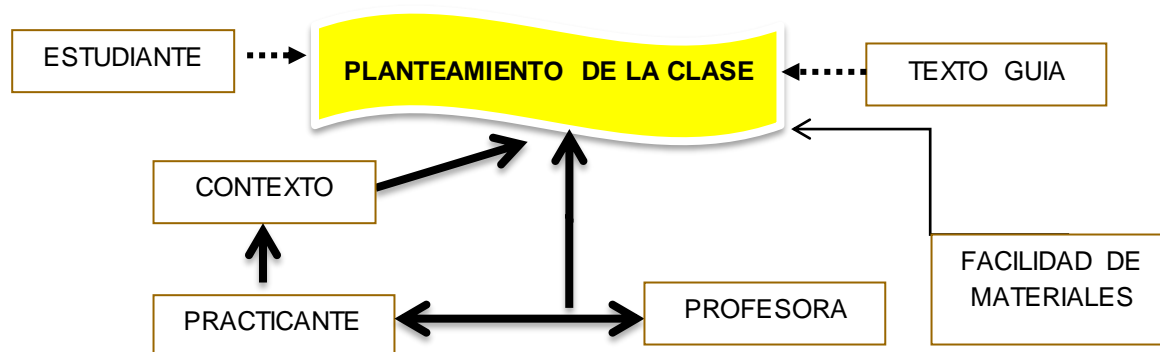 ESTUDIANTE
PLANTEAMIENTO DE LA CLASE
TEXTO GUIA
CONTEXTO
FACILIDAD DE
MATERIALES
PRACTICANTE
PROFESORA